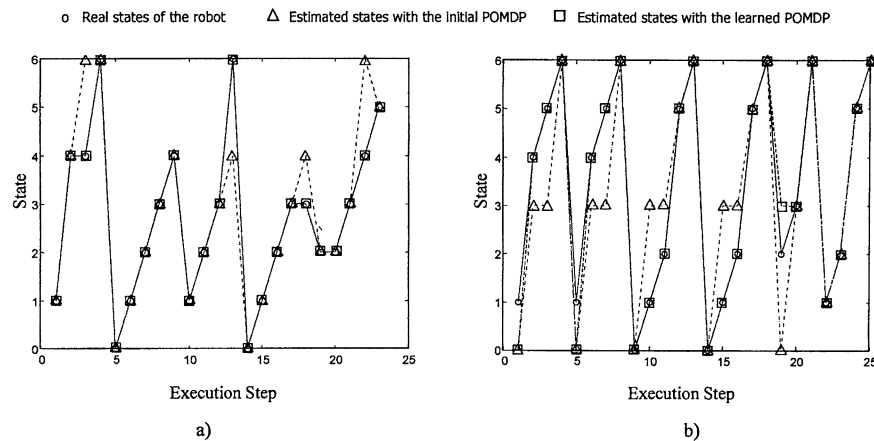 Real states of the robot
Estimated states with the initial POMDP
Estimated states with the learned POMDP
6
5
4
3
2
1
0
State
0 5 10 15 20 25
Execution Step
a)
6
5
4
3
2
1
0
State
0 5 10 15 20 25
Execution Step
b)